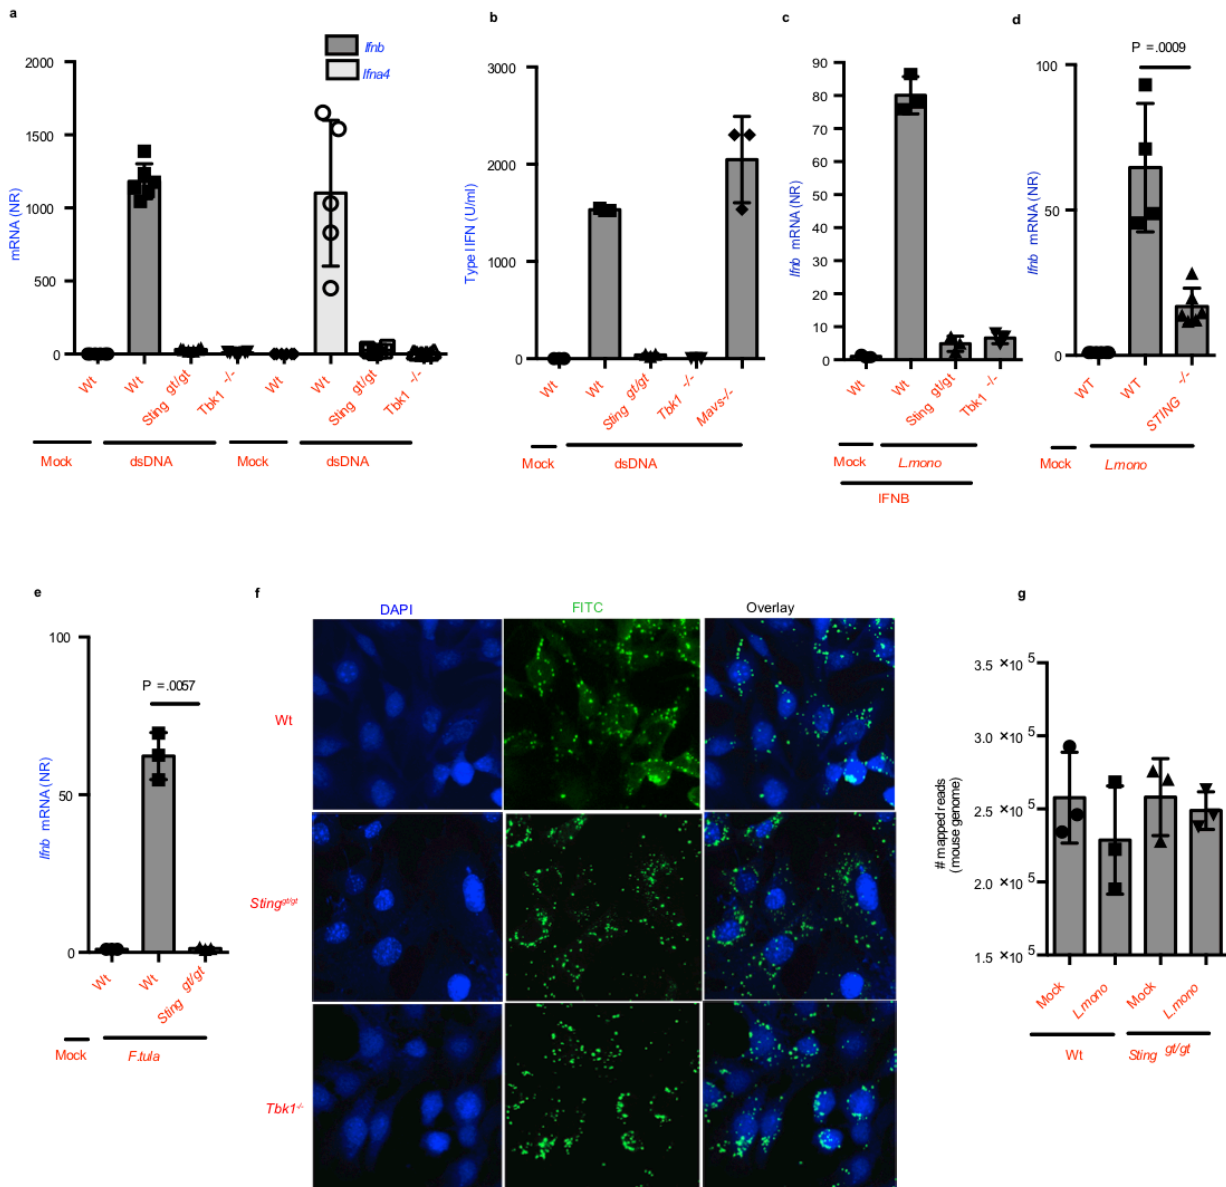 a
Ifnb
Ifna4
mRNA (NR)
2000
1500
1000
500
0
Wt
Wt
Sting gt/gt
Tbk1 -/-
Wt
Wt
Sting gt/gt
Tbk1 -/-
Mock
dsDNA
Mock
dsDNA
b
Type I IFN (U/ml)
3000
2000
1000
0
Wt
Wt
Sting gt/gt
Tbk1 -/-
Mavs-/-
Mock
dsDNA
c
Ifnb mRNA (NR)
90
80
70
60
50
40
30
20
10
0
Wt
Wt
Sting gt/gt
Tbk1 -/-
Mock
L.mono
IFNB
d
P = .0009
Ifnb mRNA (NR)
100
50
0
WT
WT
STING -/-
Mock
L.mono
e
P = .0057
Ifnb mRNA (NR)
100
50
0
Wt
Wt
Sting gt/gt
Mock
F.tula
f
DAPI
FITC
Overlay
Wt
Sting gt/gt
Tbk1 -/-
g
# mapped reads
(mouse genome)
3.5 ×10 5
3.0 ×10 5
2.5 ×10 5
2.0 ×10 5
1.5 ×10 5
Mock
L.mono
Mock
L.mono
Wt
Sting gt/gt